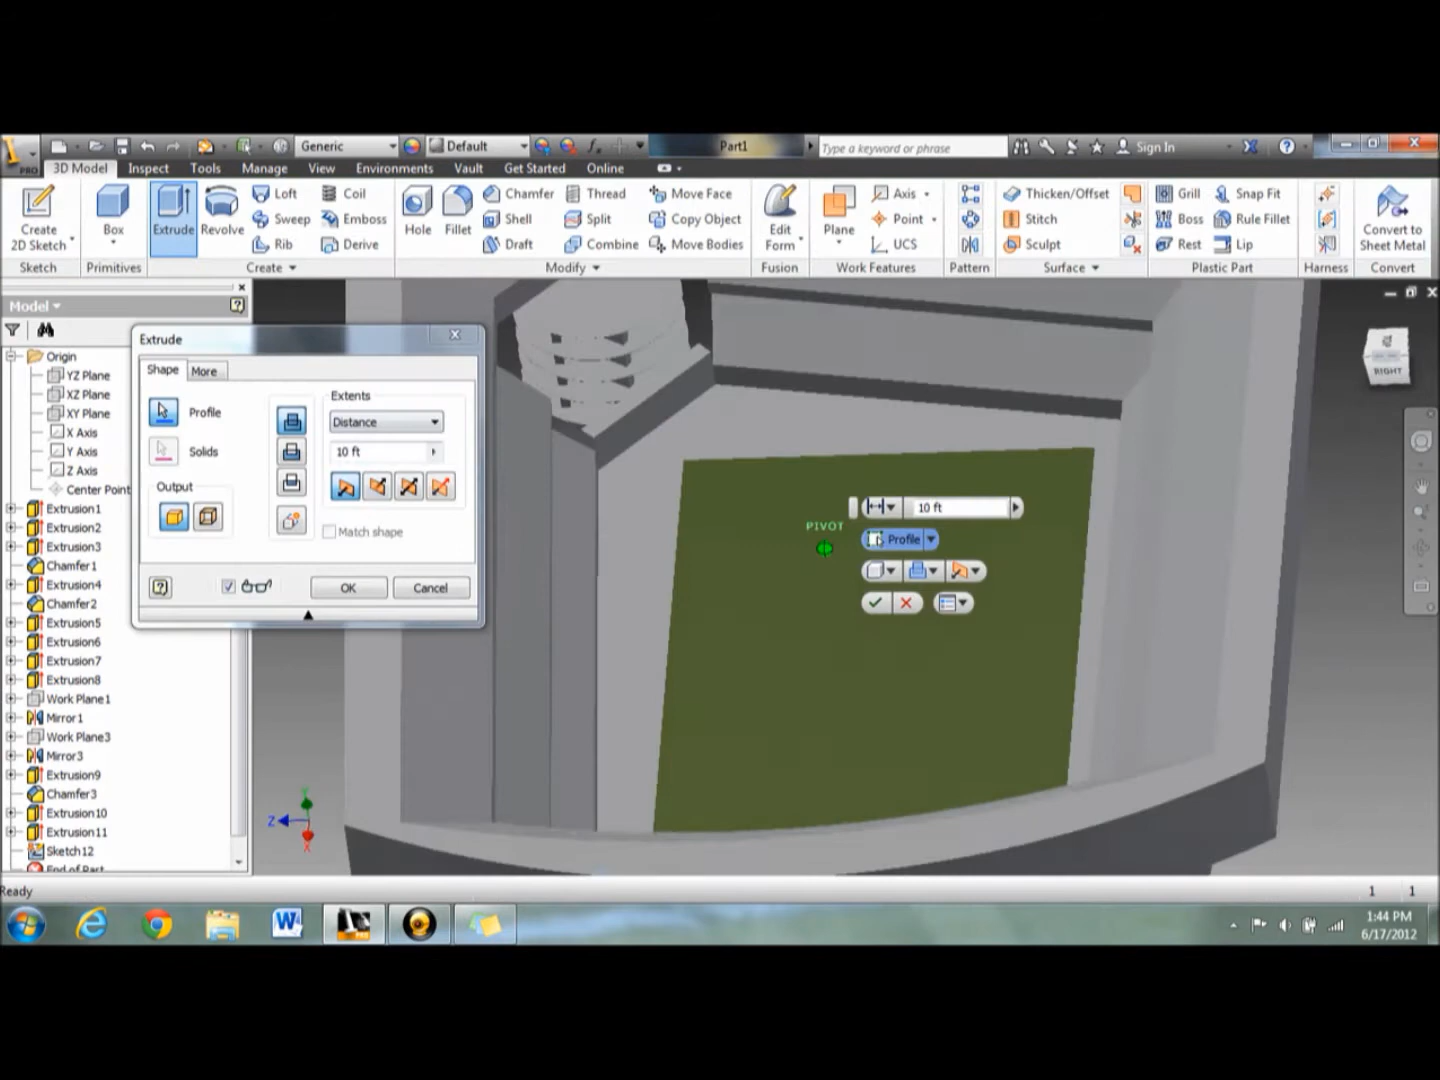 Generic
Default
Part1
Type a keyword or phrase
Sign In
PRO
3D Model
Inspect
Tools
Manage
View
Environments
Vault
Get Started
Online
Create
2D Sketch
Box
Extrude
Revolve
Loft
Sweep
Rib
Coil
Emboss
Derive
Hole
Fillet
Chamfer
Shell
Draft
Thread
Split
Combine
Move Face
Copy Object
Move Bodies
Edit
Form
Plane
Axis
Point
UCS
Thicken/Offset
Stitch
Sculpt
Grill
Boss
Rest
Snap Fit
Rule Fillet
Lip
Convert to
Sheet Metal
Sketch
Primitives
Create
Modify
Fusion
Work Features
Pattern
Surface
Plastic Part
Harness
Convert
Model
Origin
YZ Plane
XZ Plane
XY Plane
X Axis
Y Axis
Z Axis
Center Point
Extrusion1
Extrusion2
Extrusion3
Chamfer1
Extrusion4
Chamfer2
Extrusion5
Extrusion6
Extrusion7
Extrusion8
Work Plane1
Mirror1
Work Plane3
Mirror3
Extrusion9
Chamfer3
Extrusion10
Extrusion11
Sketch12
End of Part
Extrude
Shape
More
Profile
Solids
Output
Extents
Distance
10 ft
Match shape
OK
Cancel
PIVOT
10 ft
Profile
RIGHT
Z
Y
X
Ready
1 1
1:44 PM
6/17/2012